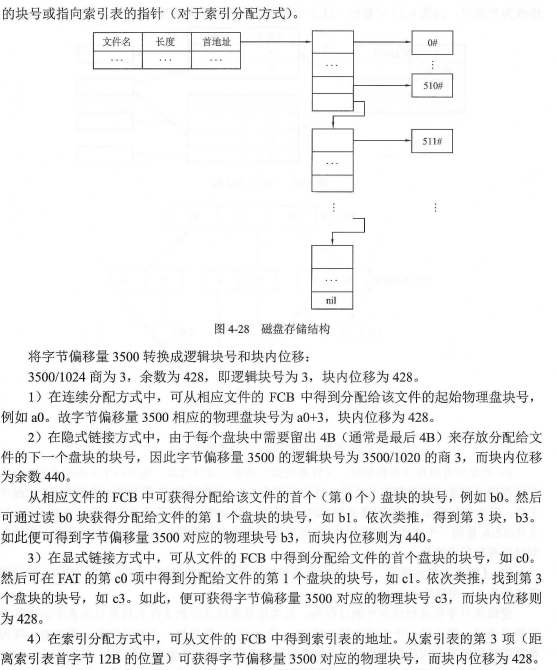 的块号或指向索引表的指针（对于索引分配方式）。
文件名 长度 首地址
... ... ...
0#
...
⋮
510#
511#
...
⋮ ⋮
...
nil
图 4-28 磁盘存储结构
将字节偏移量 3500 转换成逻辑块号和块内位移：
3500/1024 商为 3，余数为 428，即逻辑块号为 3，块内位移为 428。
1）在连续分配方式中，可从相应文件的 FCB 中得到分配给该文件的起始物理盘块号，
例如 a0。故字节偏移量 3500 相应的物理盘块号为 a0+3，块内位移为 428。
2）在隐式链接方式中，由于每个盘块中需要留出 4B（通常是最后 4B）来存放分配给文
件的下一个盘块的块号，因此字节偏移量 3500 的逻辑块号为 3500/1020 的商 3，而块内位移
为余数 440。
从相应文件的 FCB 中可获得分配给该文件的首个（第 0 个）盘块的块号，例如 b0。然后
可通过读 b0 块获得分配给文件的第 1 个盘块的块号，如 b1。依次类推，得到第 3 块，b3。
如此便可得到字节偏移量 3500 对应的物理块号 b3，而块内位移则为 440。
3）在显式链接方式中，可从文件的 FCB 中得到分配给文件的首个盘块的块号，如 c0。
然后可在 FAT 的第 c0 项中得到分配给文件的第 1 个盘块的块号，如 c1。依次类推，找到第 3
个盘块的块号，如 c3。如此，便可获得字节偏移量 3500 对应的物理块号 c3，而块内位移则
为 428。
4）在索引分配方式中，可从文件的 FCB 中得到索引表的地址。从索引表的第 3 项（距
离索引表首字节 12B 的位置）可获得字节偏移量 3500 对应的物理块号，而块内位移为 428。